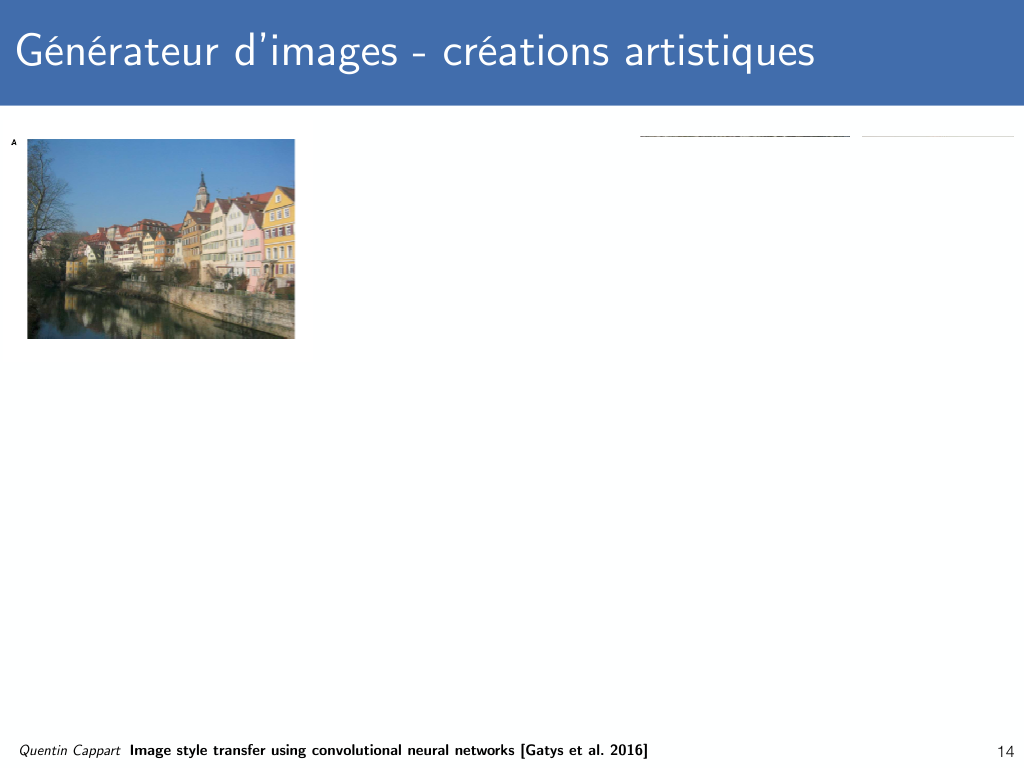 Générateur d'images - créations artistiques
A
Quentin Cappart Image style transfer using convolutional neural networks [Gatys et al. 2016]
14